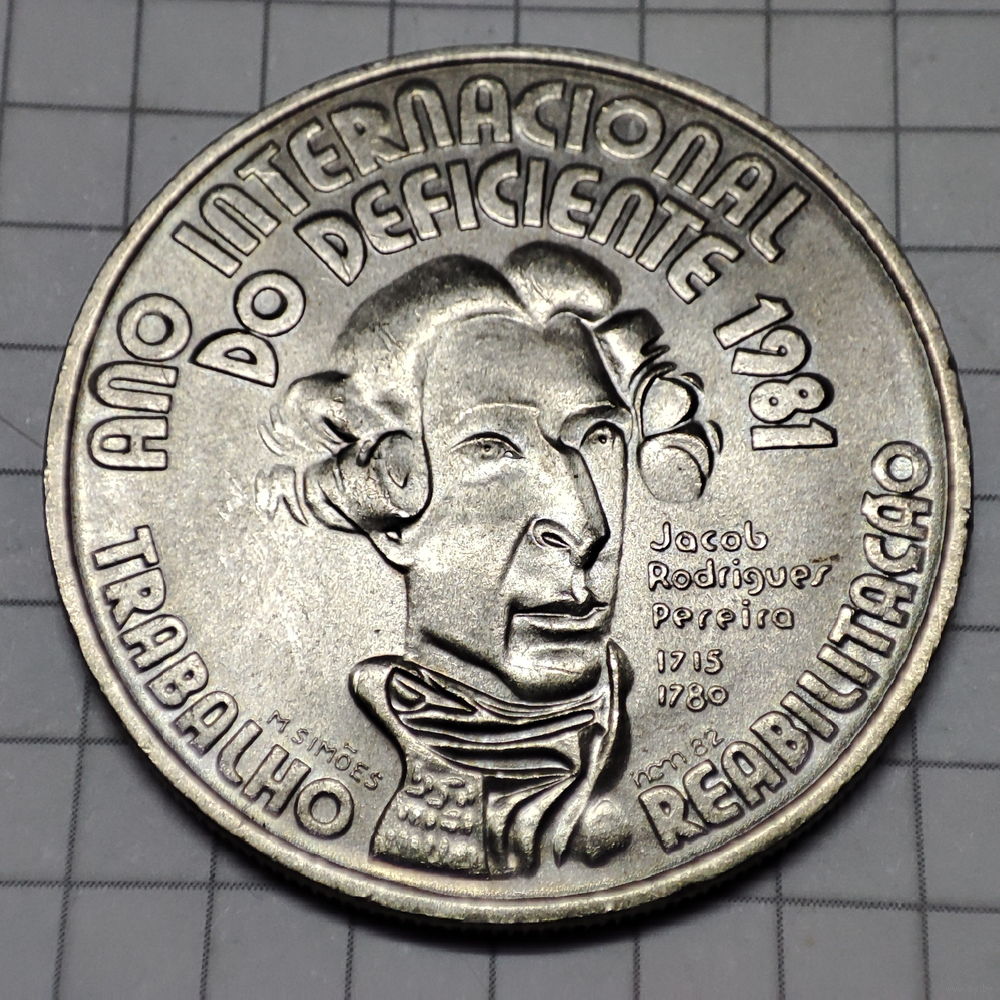 ANO INTERNACIONAL
DO DEFICIENTE 1981
Jacob
Rodrigues
Pereira
1715
1780
M. SIMÕES
TRABALHO
REABILITAÇÃO